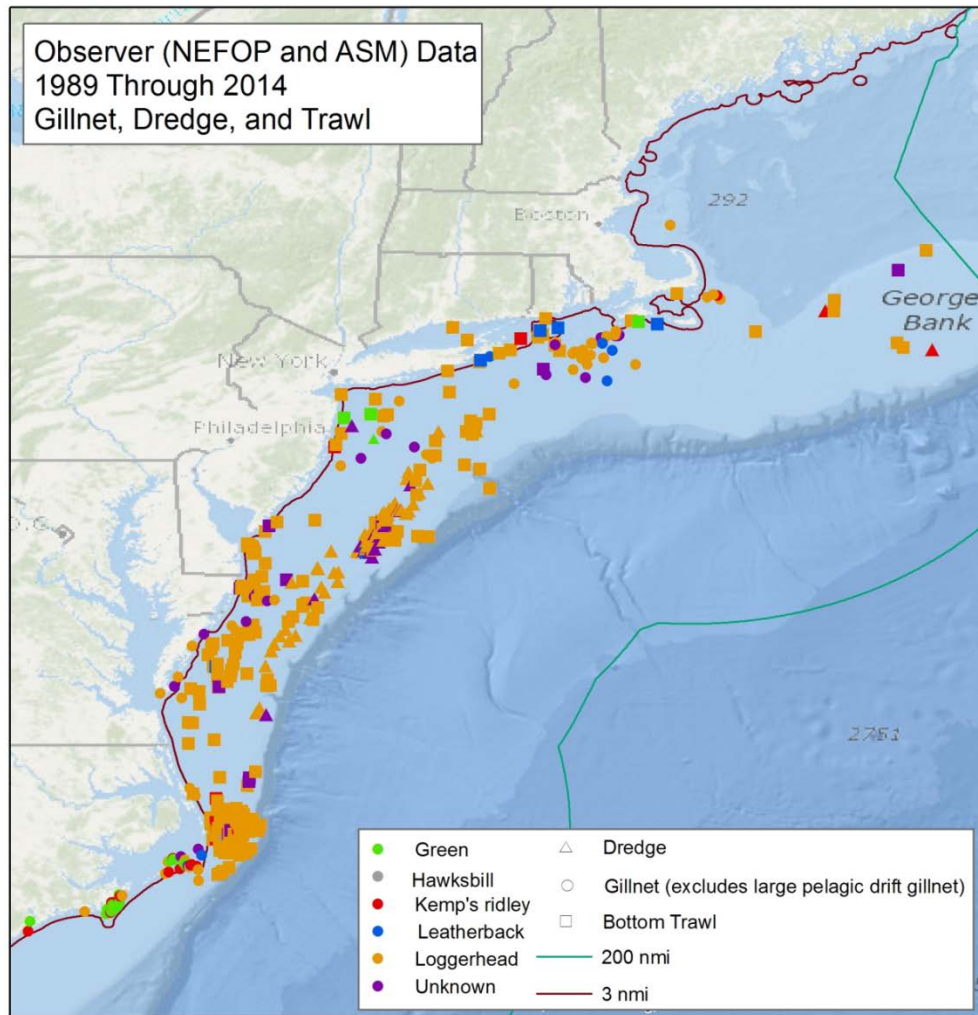 Observer (NEFOP and ASM) Data
1989 Through 2014
Gillnet, Dredge, and Trawl
292
Boston
George
Bank
New York
Philadelphia
2751
Green
Hawksbill
Kemp's ridley
Leatherback
Loggerhead
Unknown
Dredge
Gillnet (excludes large pelagic drift gillnet)
Bottom Trawl
200 nmi
3 nmi